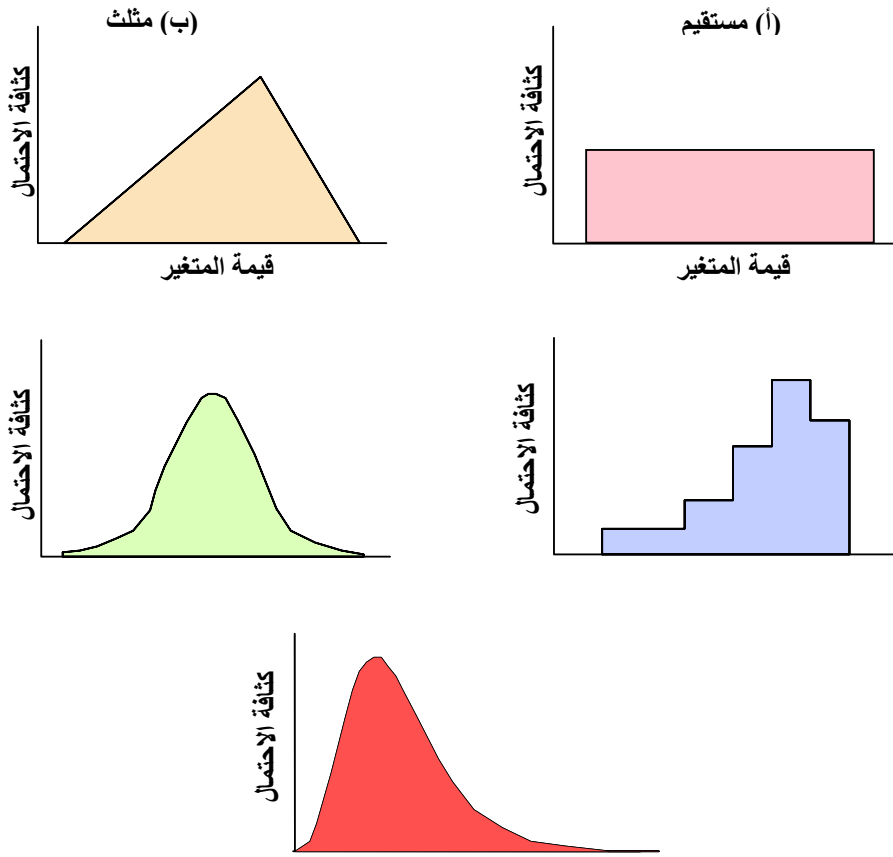 (أ) مستقيم
كثافة الاحتمال
قيمة المتغير
(ب) مثلث
كثافة الاحتمال
قيمة المتغير
كثافة الاحتمال
كثافة الاحتمال
كثافة الاحتمال